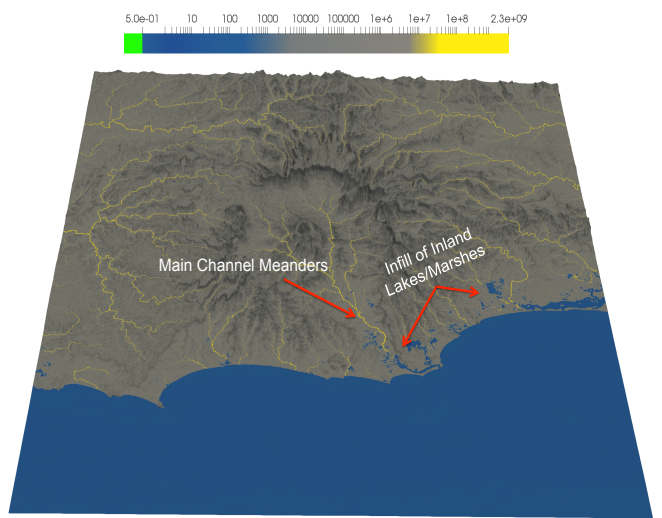 5.0e-01 10 100 1000 10000 100000 1e+6 1e+7 1e+8 2.3e+09
Main Channel Meanders
Infill of Inland
Lakes/Marshes